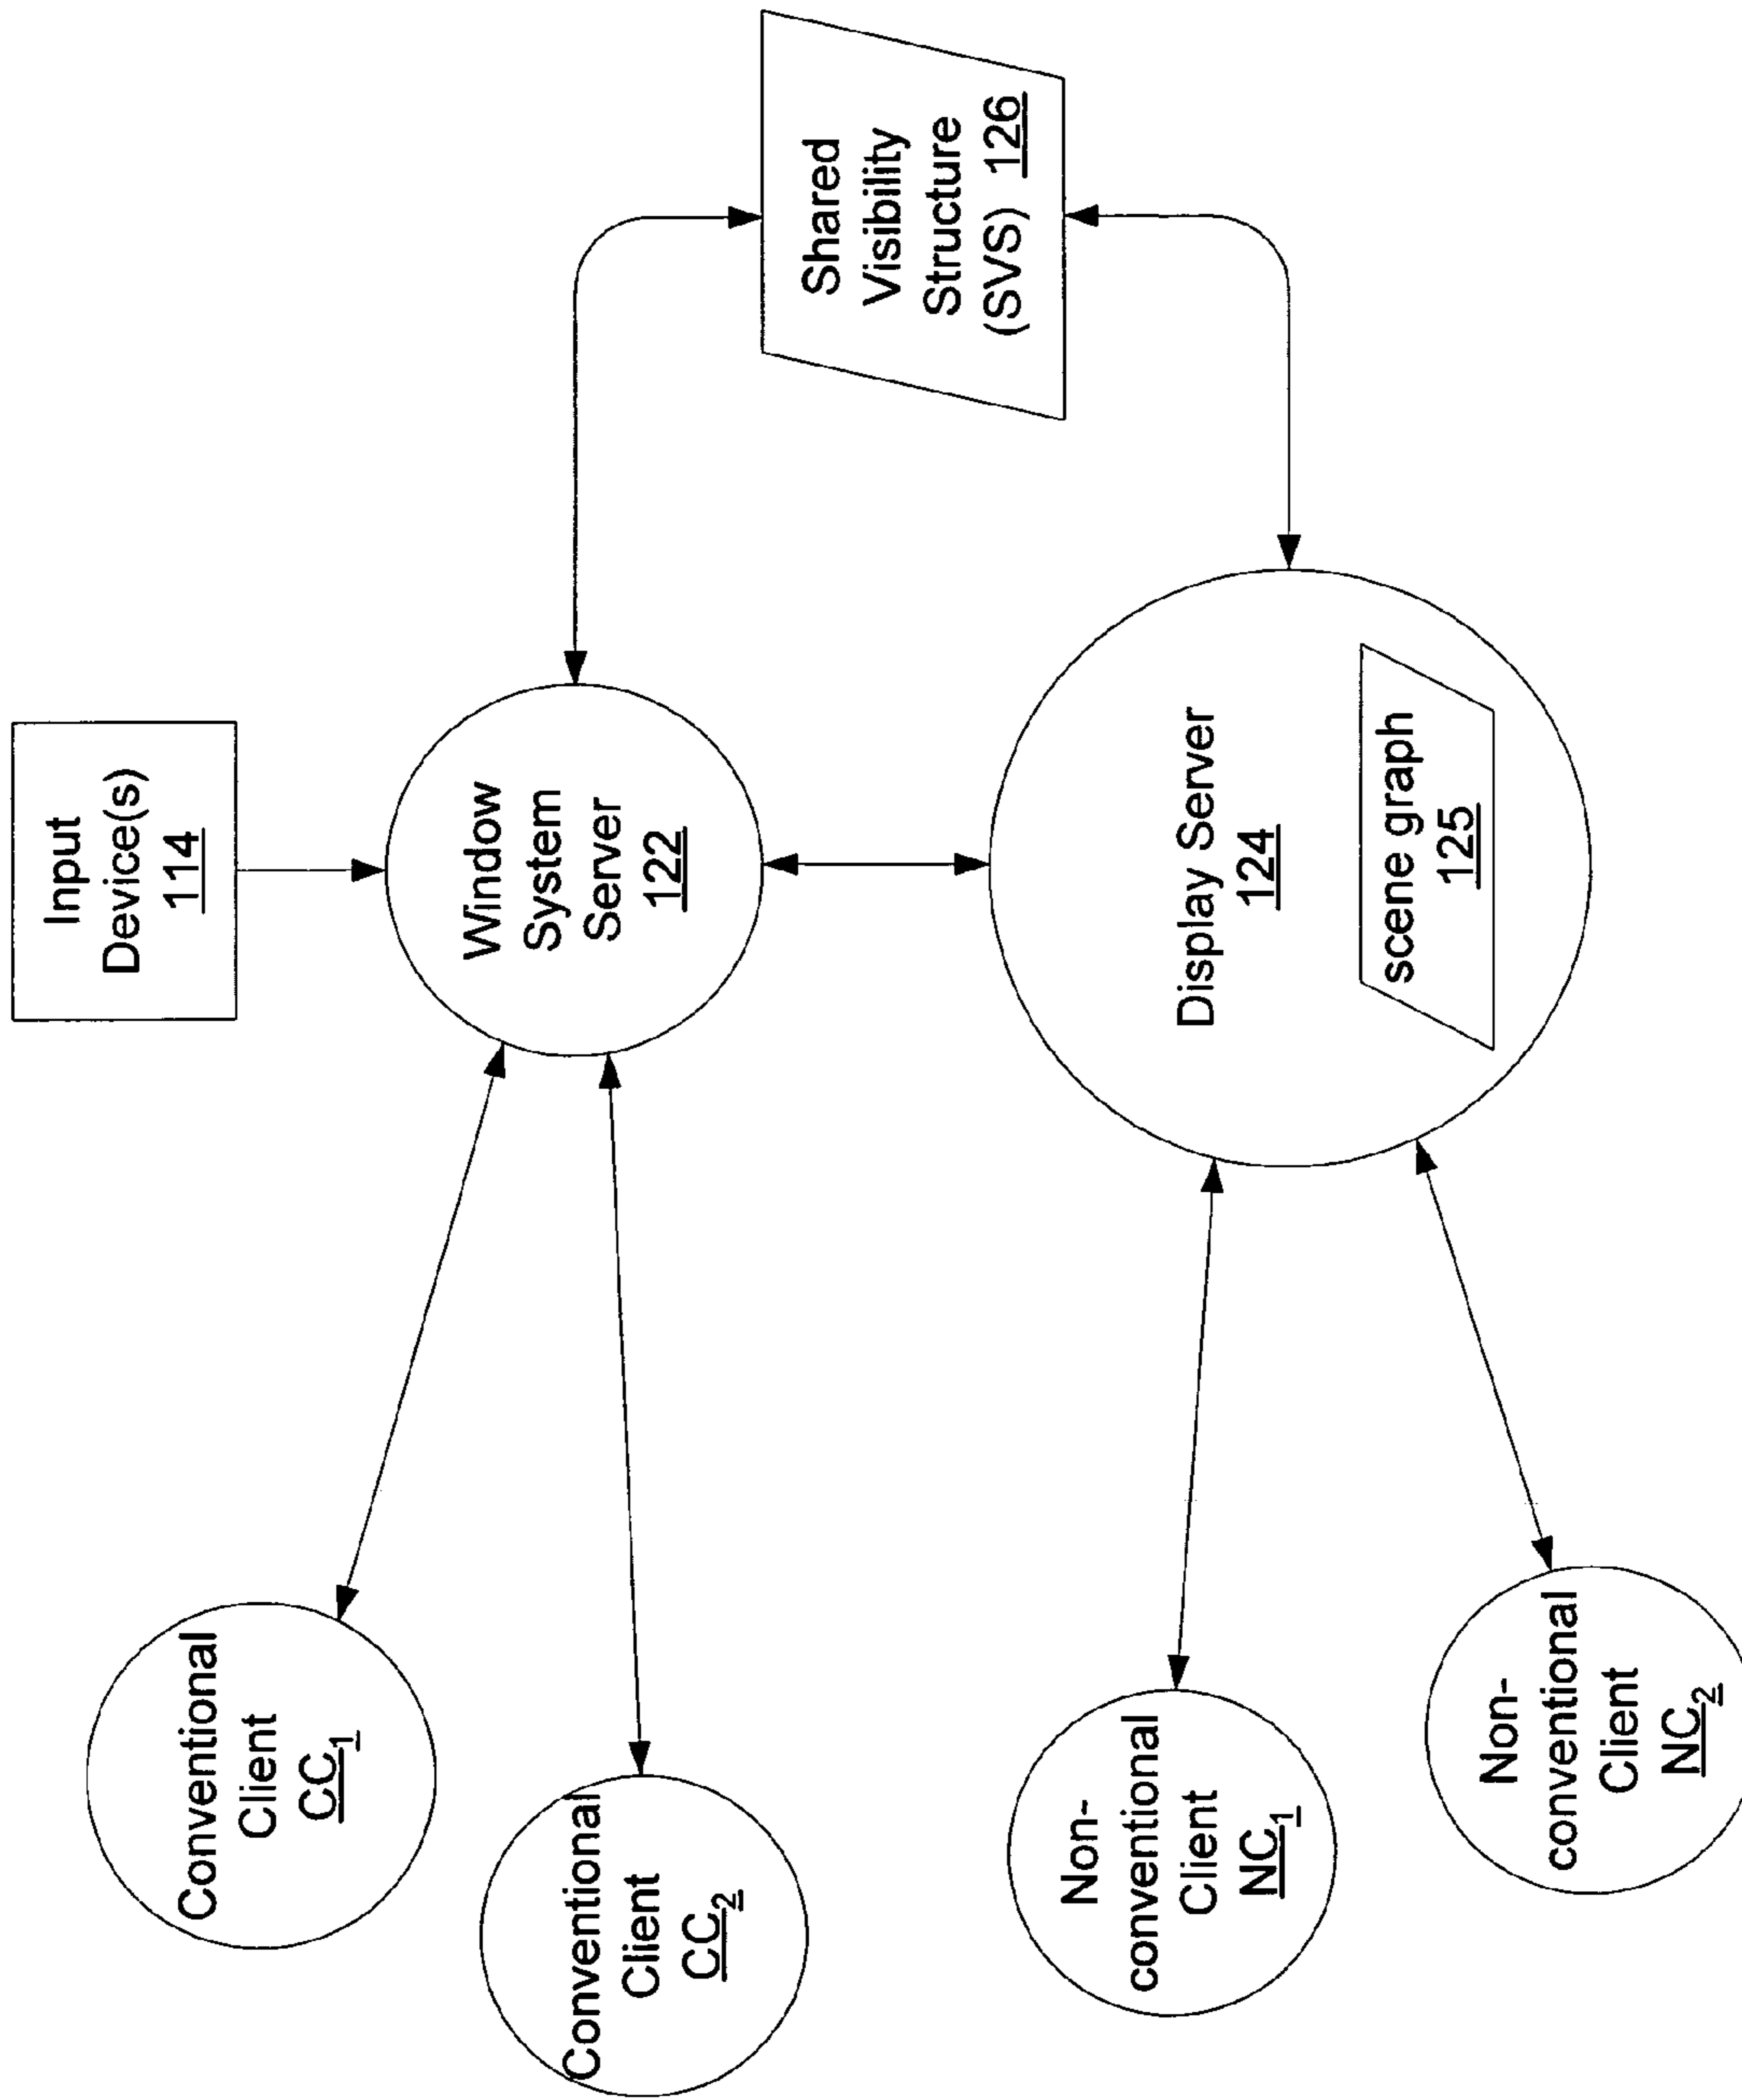 Input
Device(s)
114
Conventional
Client
CC1
Window
System
Server
122
Conventional
Client
CC2
Shared
Visibility
Structure
(SVS) 126
Non-
conventional
Client
NC1
Display Server
124
scene graph
125
Non-
conventional
Client
NC2